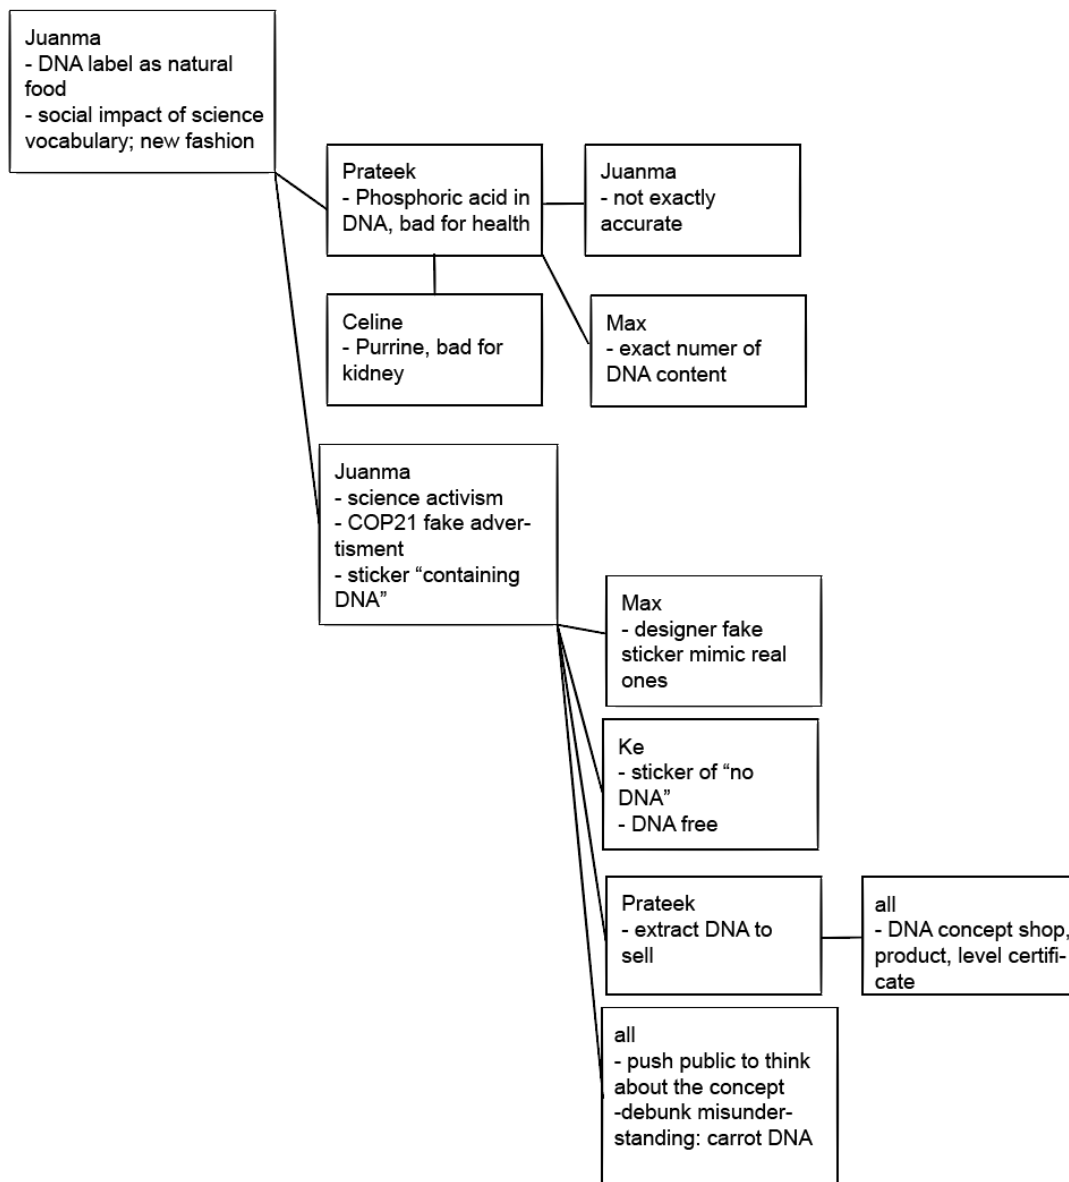 Juanma
- DNA label as natural
food
- social impact of science
vocabulary; new fashion
Prateek
- Phosphoric acid in
DNA, bad for health
Juanma
- not exactly
accurate
Celine
- Purrine, bad for
kidney
Max
- exact numer of
DNA content
Juanma
- science activism
- COP21 fake adver-
tisment
- sticker “containing
DNA”
Max
- designer fake
sticker mimic real
ones
Ke
- sticker of “no
DNA”
- DNA free
Prateek
- extract DNA to
sell
all
- DNA concept shop,
product, level certifi-
cate
all
- push public to think
about the concept
-debunk misunder-
standing: carrot DNA